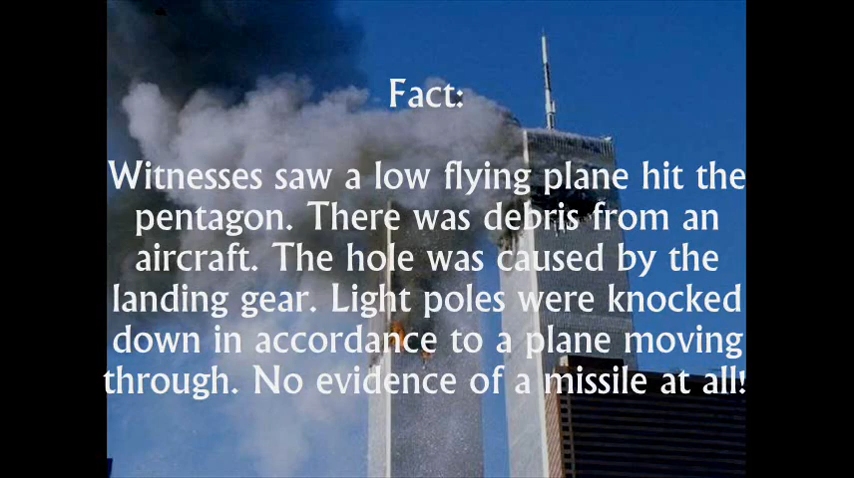 Fact:
Witnesses saw a low flying plane hit the
pentagon. There was debris from an
aircraft. The hole was caused by the
landing gear. Light poles were knocked
down in accordance to a plane moving
through. No evidence of a missile at all!